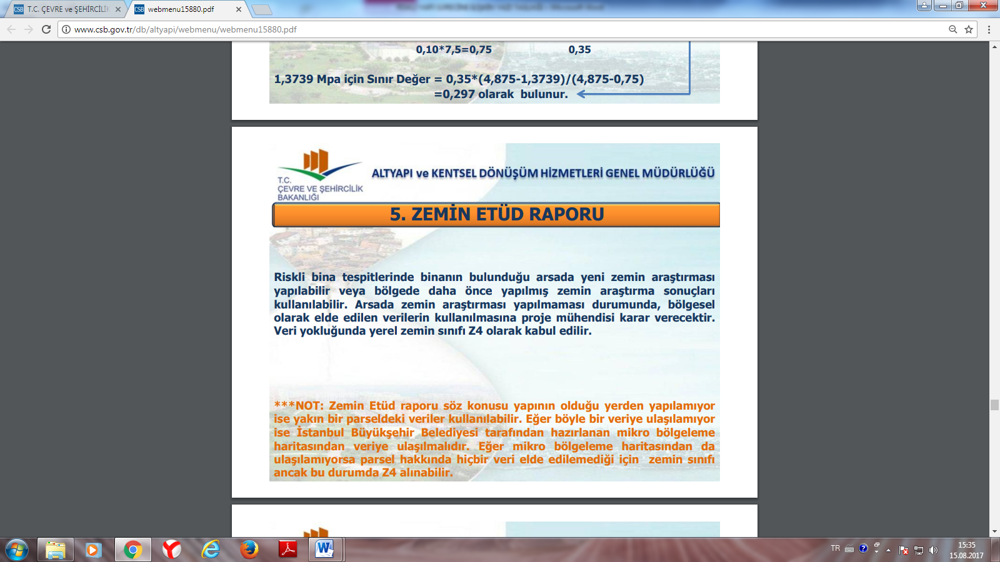 T.C. ÇEVRE ve ŞEHİRCİLİK
webmenu15880.pdf
www.csb.gov.tr/db/altyapi/webmenu/webmenu15880.pdf
0,10*7,5=0,75 0,35
1,3739 Mpa için Sınır Değer = 0,35*(4,875-1,3739)/(4,875-0,75)
=0,297 olarak bulunur.
T.C.
ÇEVRE VE ŞEHİRCİLİK
BAKANLIĞI
ALTYAPI ve KENTSEL DÖNÜŞÜM HİZMETLERİ GENEL MÜDÜRLÜĞÜ
5. ZEMİN ETÜD RAPORU
Riskli bina tespitlerinde binanın bulunduğu arsada yeni zemin araştırması
yapılabilir veya bölgede daha önce yapılmış zemin araştırma sonuçları
kullanılabilir. Arsada zemin araştırması yapılmaması durumunda, bölgesel
olarak elde edilen verilerin kullanılmasına proje mühendisi karar verecektir.
Veri yokluğunda yerel zemin sınıfı Z4 olarak kabul edilir.
***NOT: Zemin Etüd raporu söz konusu yapının olduğu yerden yapılamıyor
ise yakın bir parseldeki veriler kullanılabilir. Eğer böyle bir veriye ulaşılamıyor
ise İstanbul Büyükşehir Belediyesi tarafından hazırlanan mikro bölgeleme
haritasından veriye ulaşılmalıdır. Eğer mikro bölgeleme haritasından da
ulaşılamıyorsa parsel hakkında hiçbir veri elde edilemediği için zemin sınıfı
ancak bu durumda Z4 alınabilir.
TR
15:35
15.08.2017